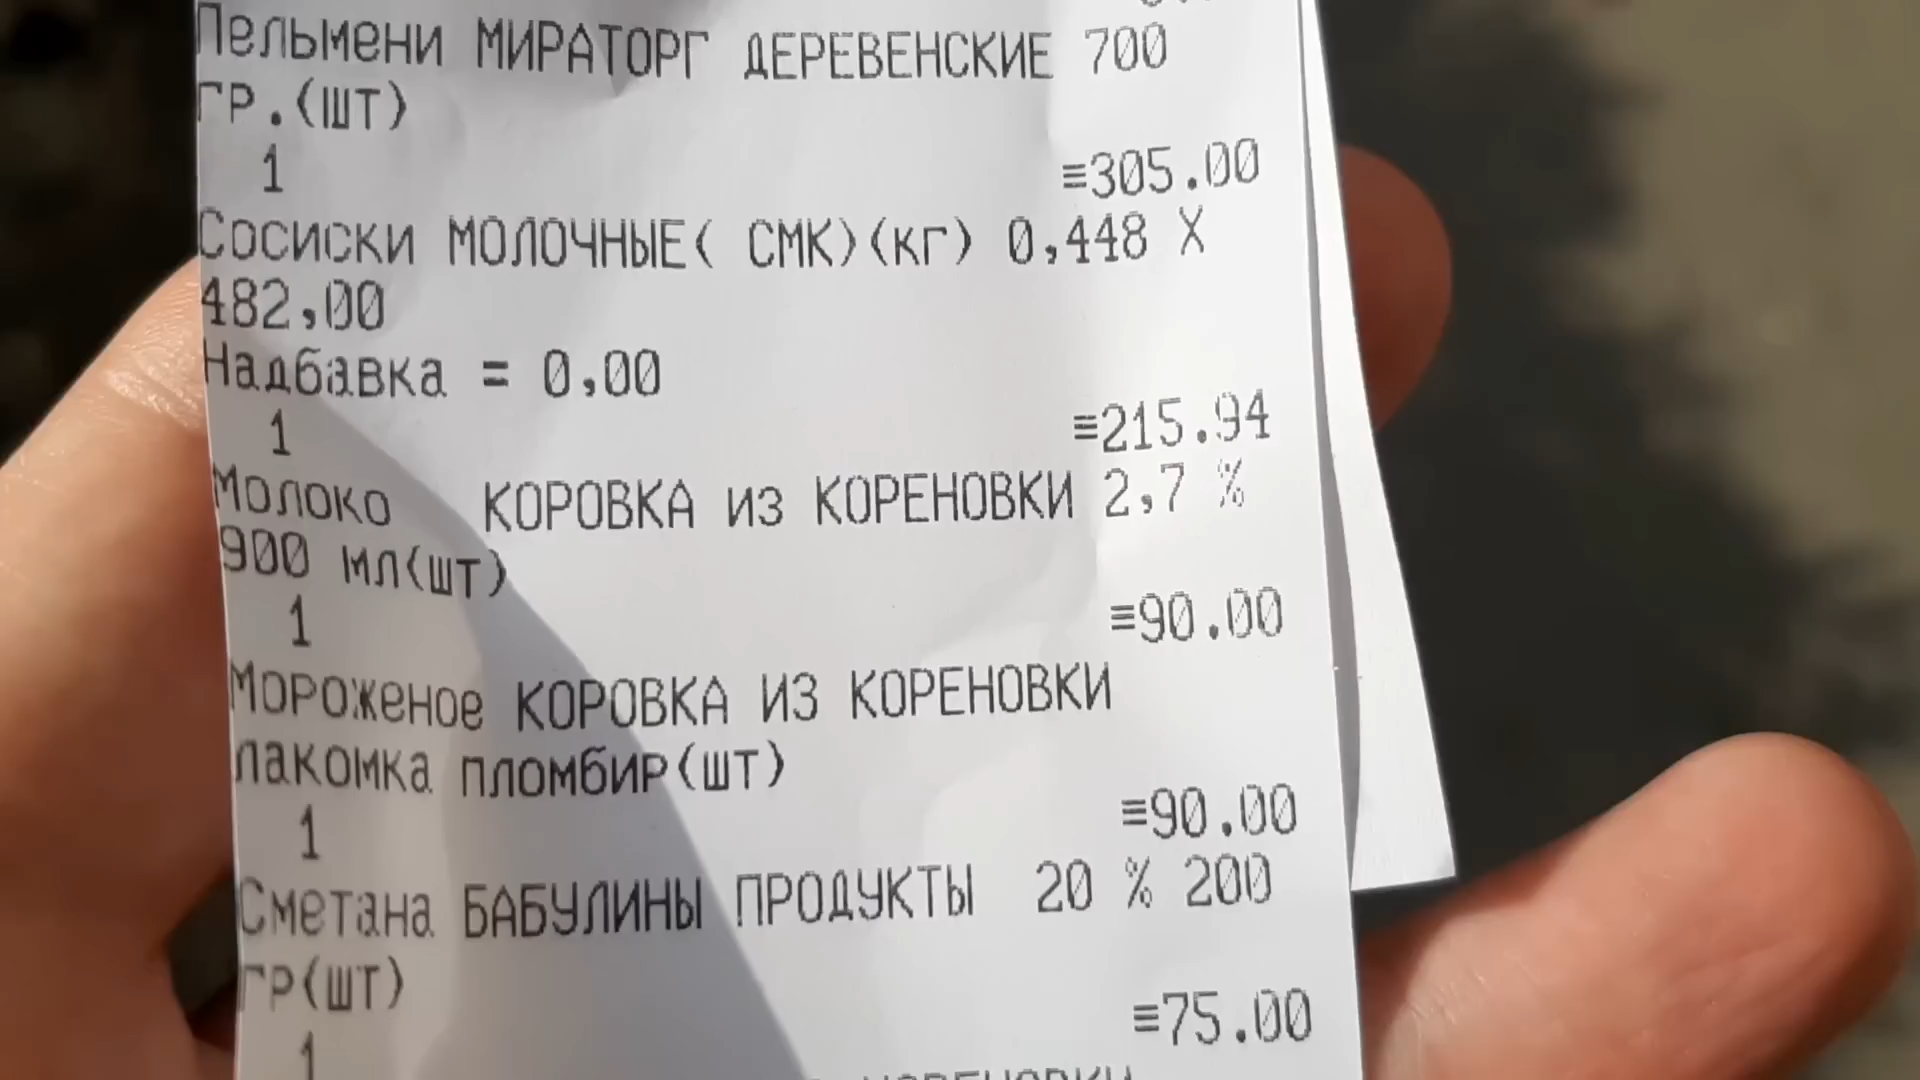 Пельмени МИРАТОРГ ДЕРЕВЕНСКИЕ 700
ГР.(ШТ)
1 ≡305.00
Сосиски МОЛОЧНЫЕ( СМК)(кг) 0,448 X
482,00
Надбавка = 0,00
1 ≡215.94
Молоко КОРОВКА из КОРЕНОВКИ 2,7 %
900 мл(шт)
1 ≡90.00
Мороженое КОРОВКА ИЗ КОРЕНОВКИ
лакомка пломбир(шт)
1 ≡90.00
Сметана БАБУЛИНЫ ПРОДУКТЫ 20 % 200
ГР(ШТ)
1 ≡75.00
КОРЕНОВКИ